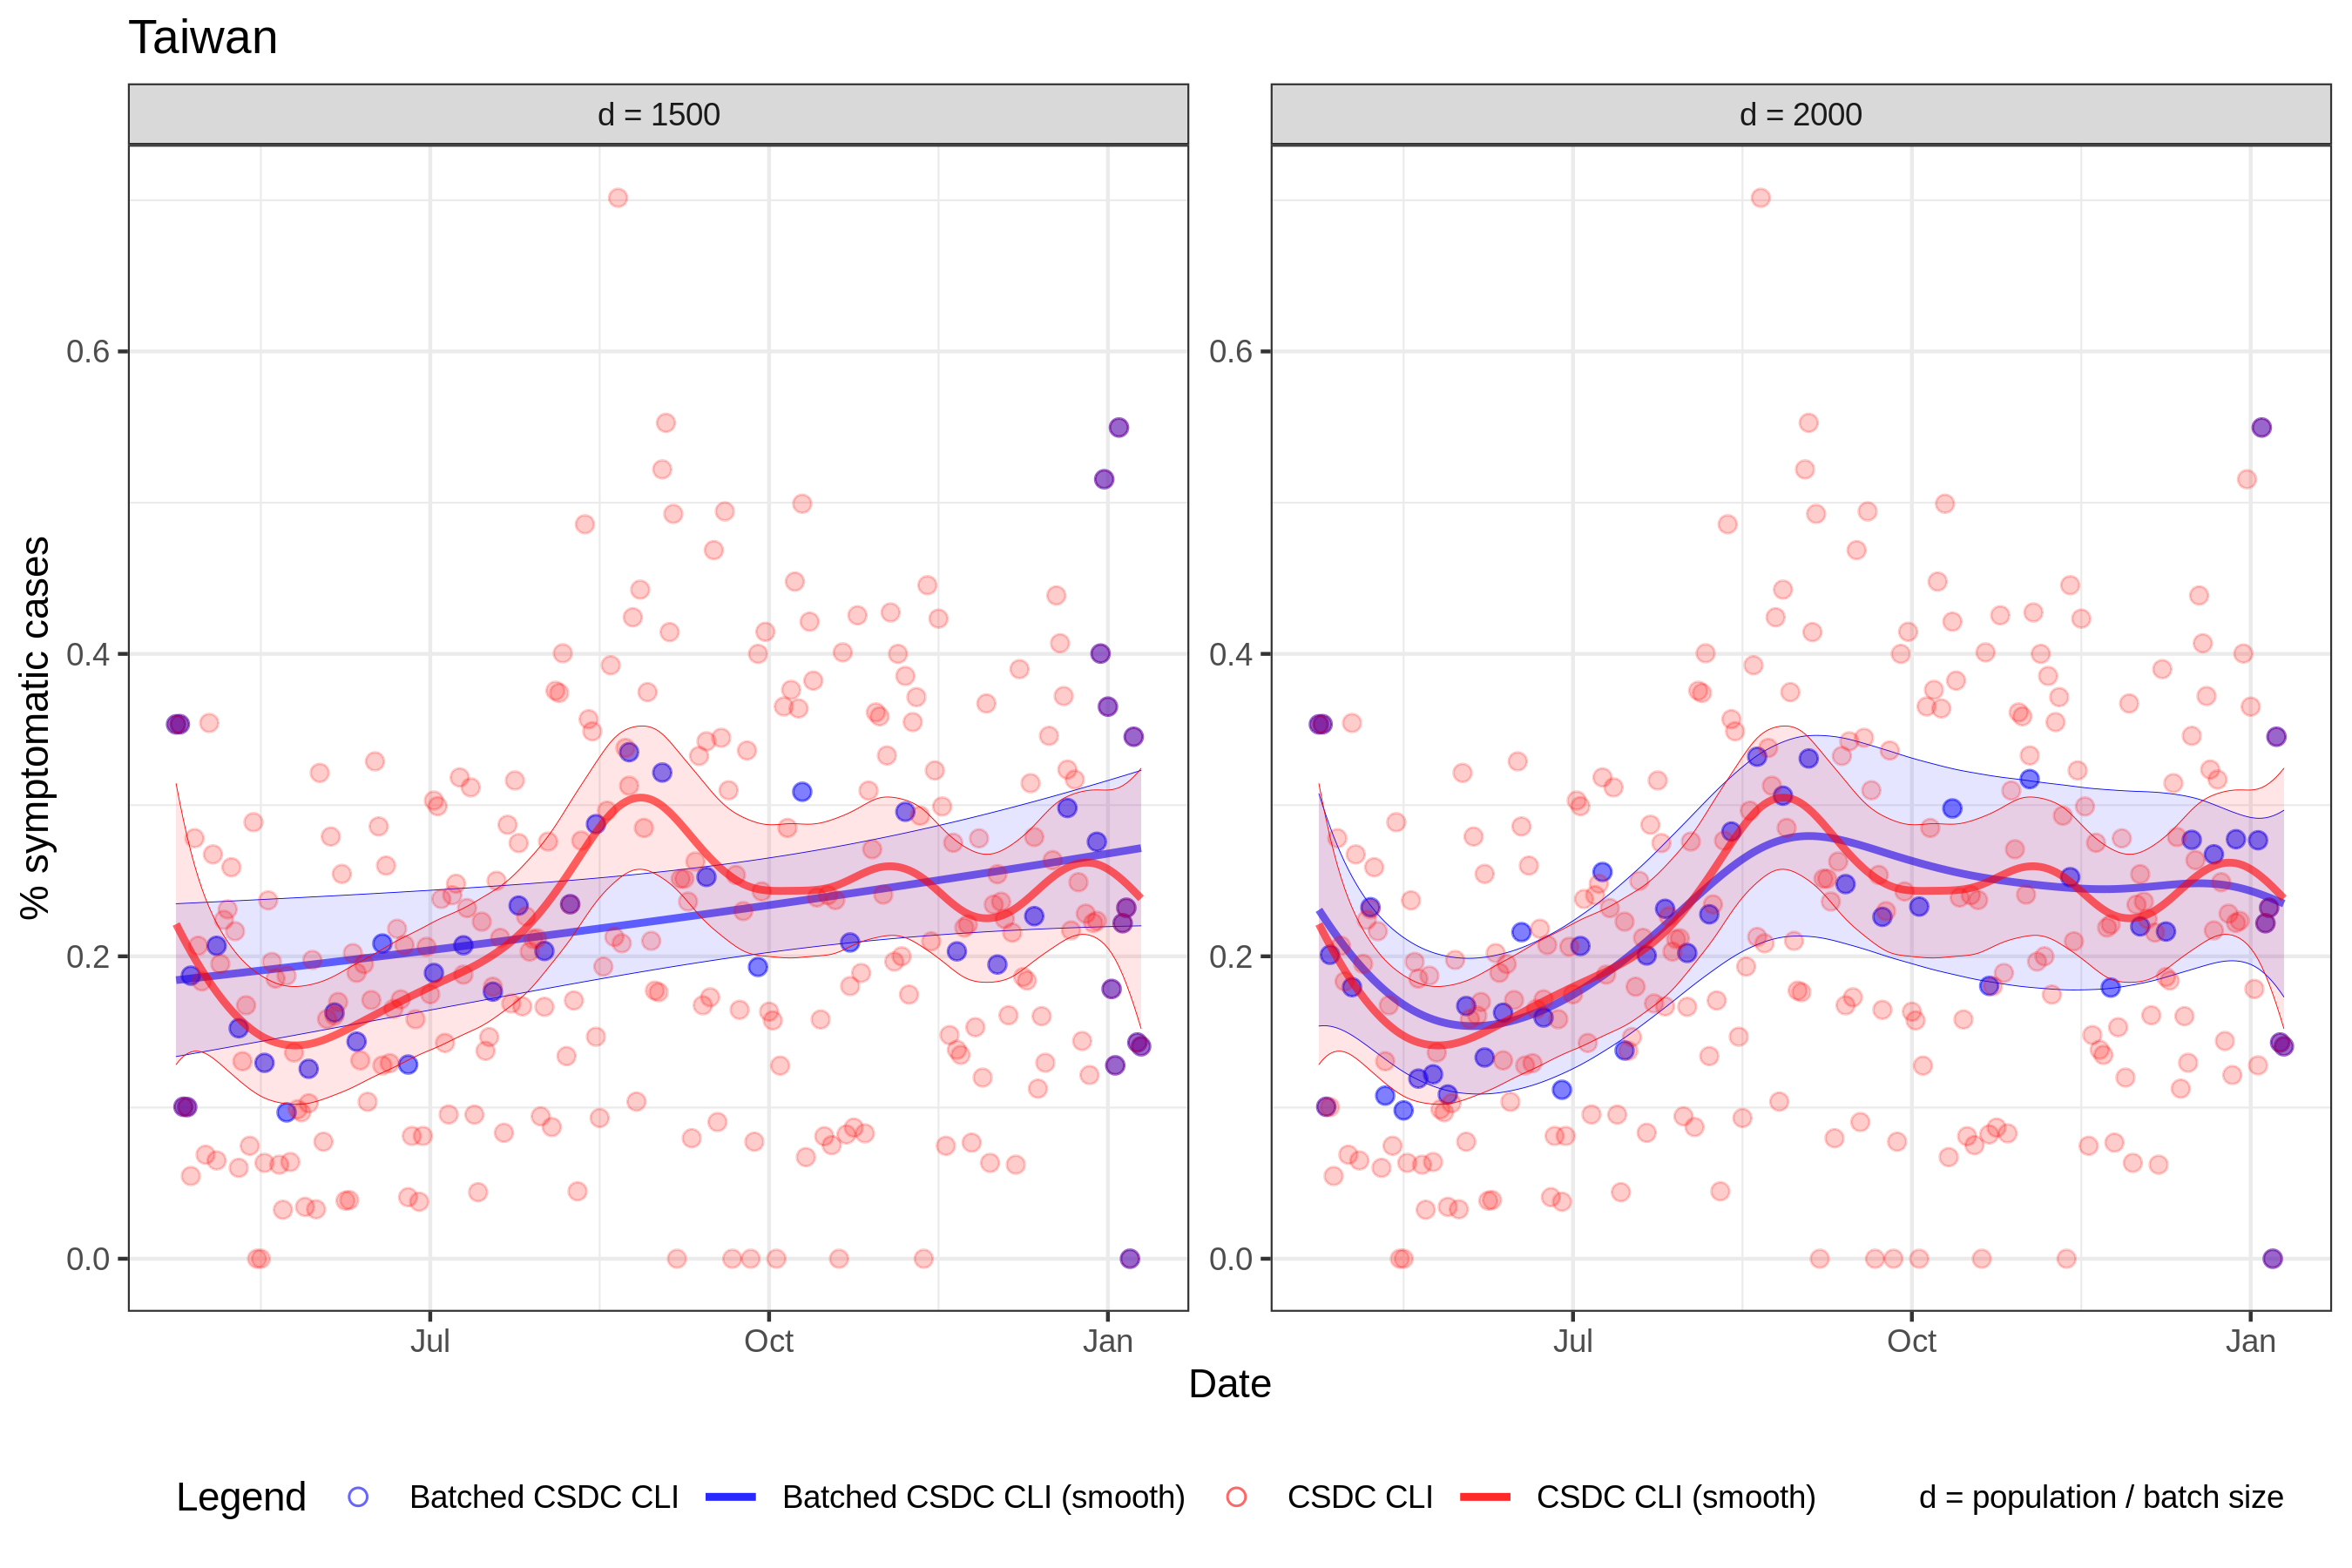 Taiwan
d = 1500
d = 2000
% symptomatic cases
0.6
0.4
0.2
0.0
0.6
0.4
0.2
0.0
Jul
Oct
Jan
Jul
Oct
Jan
Date
Legend
Batched CSDC CLI
Batched CSDC CLI (smooth)
CSDC CLI
CSDC CLI (smooth)
d = population / batch size